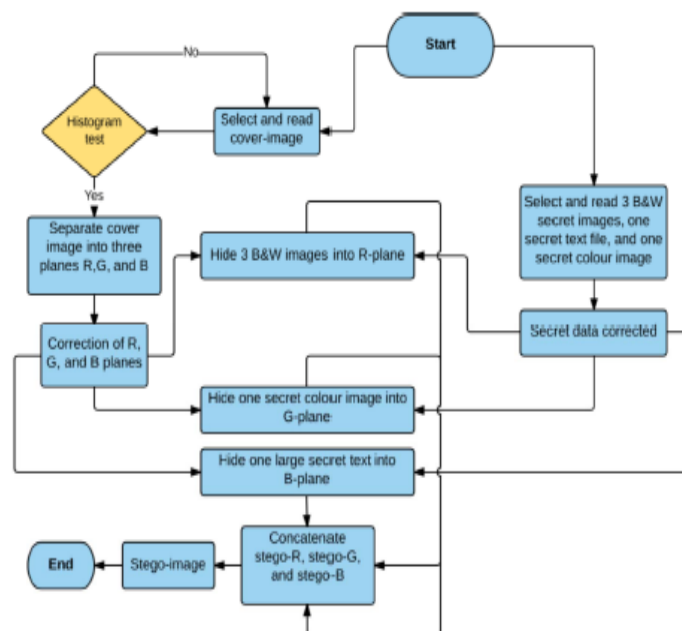 Start
No
Select and read
cover-image
Histogram
test
Yes
Separate cover
image into three
planes R,G, and B
Select and read 3 B&W
secret images, one
secret text file, and one
secret colour image
Hide 3 B&W images into R-plane
Correction of R,
G, and B planes
Secret data corrected
Hide one secret colour image into
G-plane
Hide one large secret text into
B-plane
Concatenate
stego-R, stego-G,
and stego-B
Stego-image
End